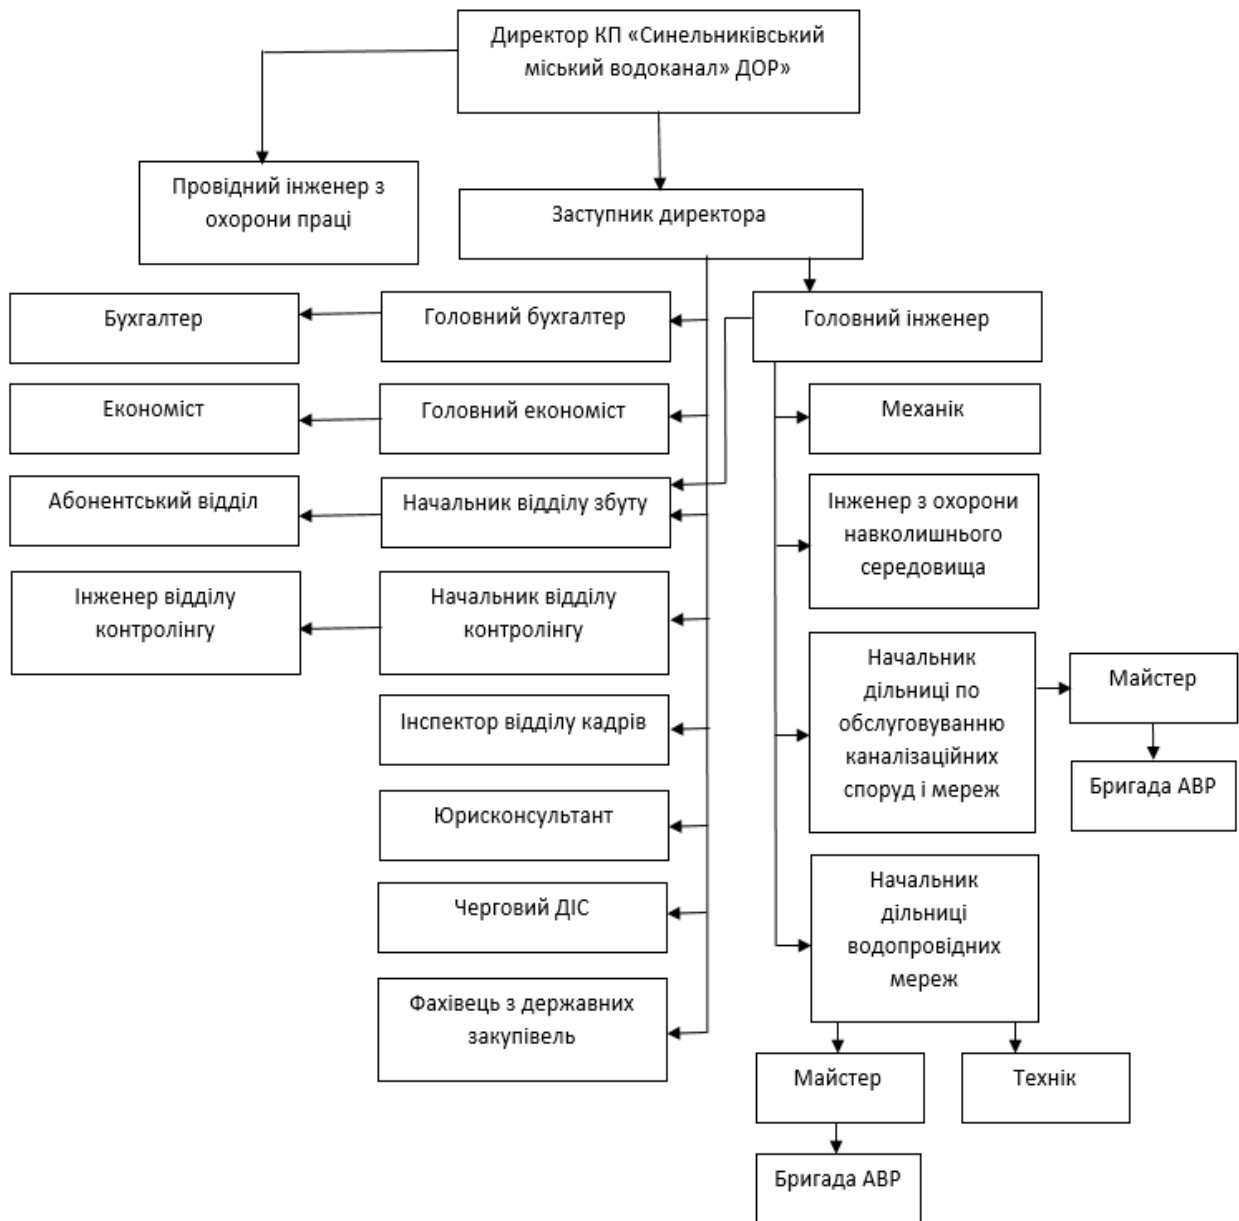 Директор КП «Синельниківський
міський водоканал» ДОР»
Провідний інженер з
охорони праці
Заступник директора
Бухгалтер
Головний бухгалтер
Головний інженер
Економіст
Головний економіст
Механік
Абонентський відділ
Начальник відділу збуту
Інженер з охорони
навколишнього
середовища
Інженер відділу
контролінгу
Начальник відділу
контролінгу
Начальник
дільниці по
обслуговуванню
каналізаційних
споруд і мереж
Майстер
Бригада АВР
Інспектор відділу кадрів
Юрисконсультант
Черговий ДІС
Начальник
дільниці
водопровідних
мереж
Фахівець з державних
закупівель
Майстер
Технік
Бригада АВР